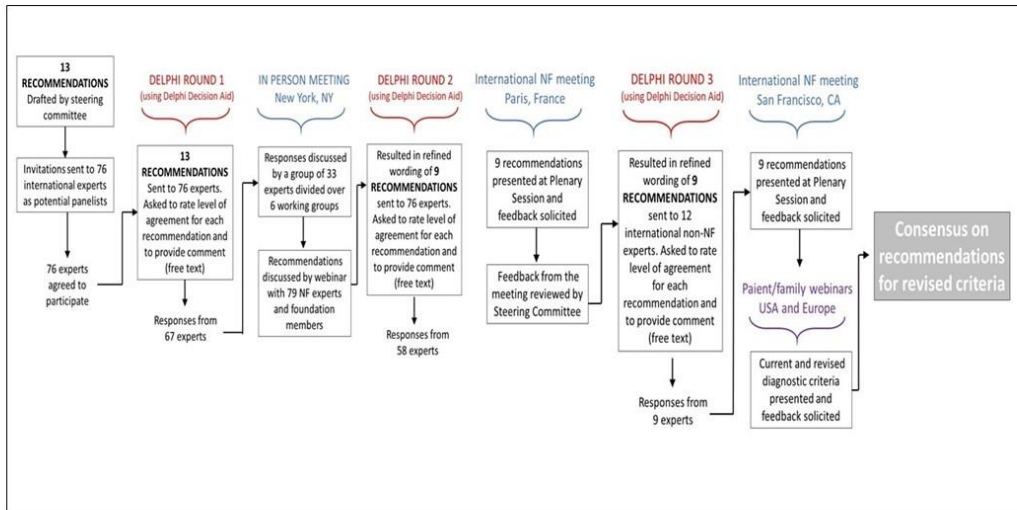 13
RECOMMENDATIONS
Drafted by steering
committee
Invitations sent to 76
international experts
as potential panelists
76 experts
agreed to
participate
DELPHI ROUND 1
(using Delphi Decision Aid)
13
RECOMMENDATIONS
Sent to 76 experts.
Asked to rate level of
agreement for each
recommendation and
to provide comment
(free text)
Responses from
67 experts
IN PERSON MEETING
New York, NY
Responses discussed
by a group of 33
experts divided over
6 working groups
Recommendations
discussed by webinar
with 79 NF experts
and foundation
members
DELPHI ROUND 2
(using Delphi Decision Aid)
Resulted in refined
wording of 9
RECOMMENDATIONS
sent to 76 experts.
Asked to rate level of
agreement for each
recommendation and
to provide comment
(free text)
Responses from
58 experts
International NF meeting
Paris, France
9 recommendations
presented at Plenary
Session and
feedback solicited
Feedback from the
meeting reviewed by
Steering Committee
DELPHI ROUND 3
(using Delphi Decision Aid)
Resulted in refined
wording of 9
RECOMMENDATIONS
sent to 12
international non-NF
experts. Asked to rate
level of agreement
for each
recommendation and
to provide comment
(free text)
Responses from
9 experts
International NF meeting
San Francisco, CA
9 recommendations
presented at Plenary
Session and
feedback solicited
Paient/family webinars
USA and Europe
Current and revised
diagnostic criteria
presented and
feedback solicited
Consensus on
recommendations
for revised criteria